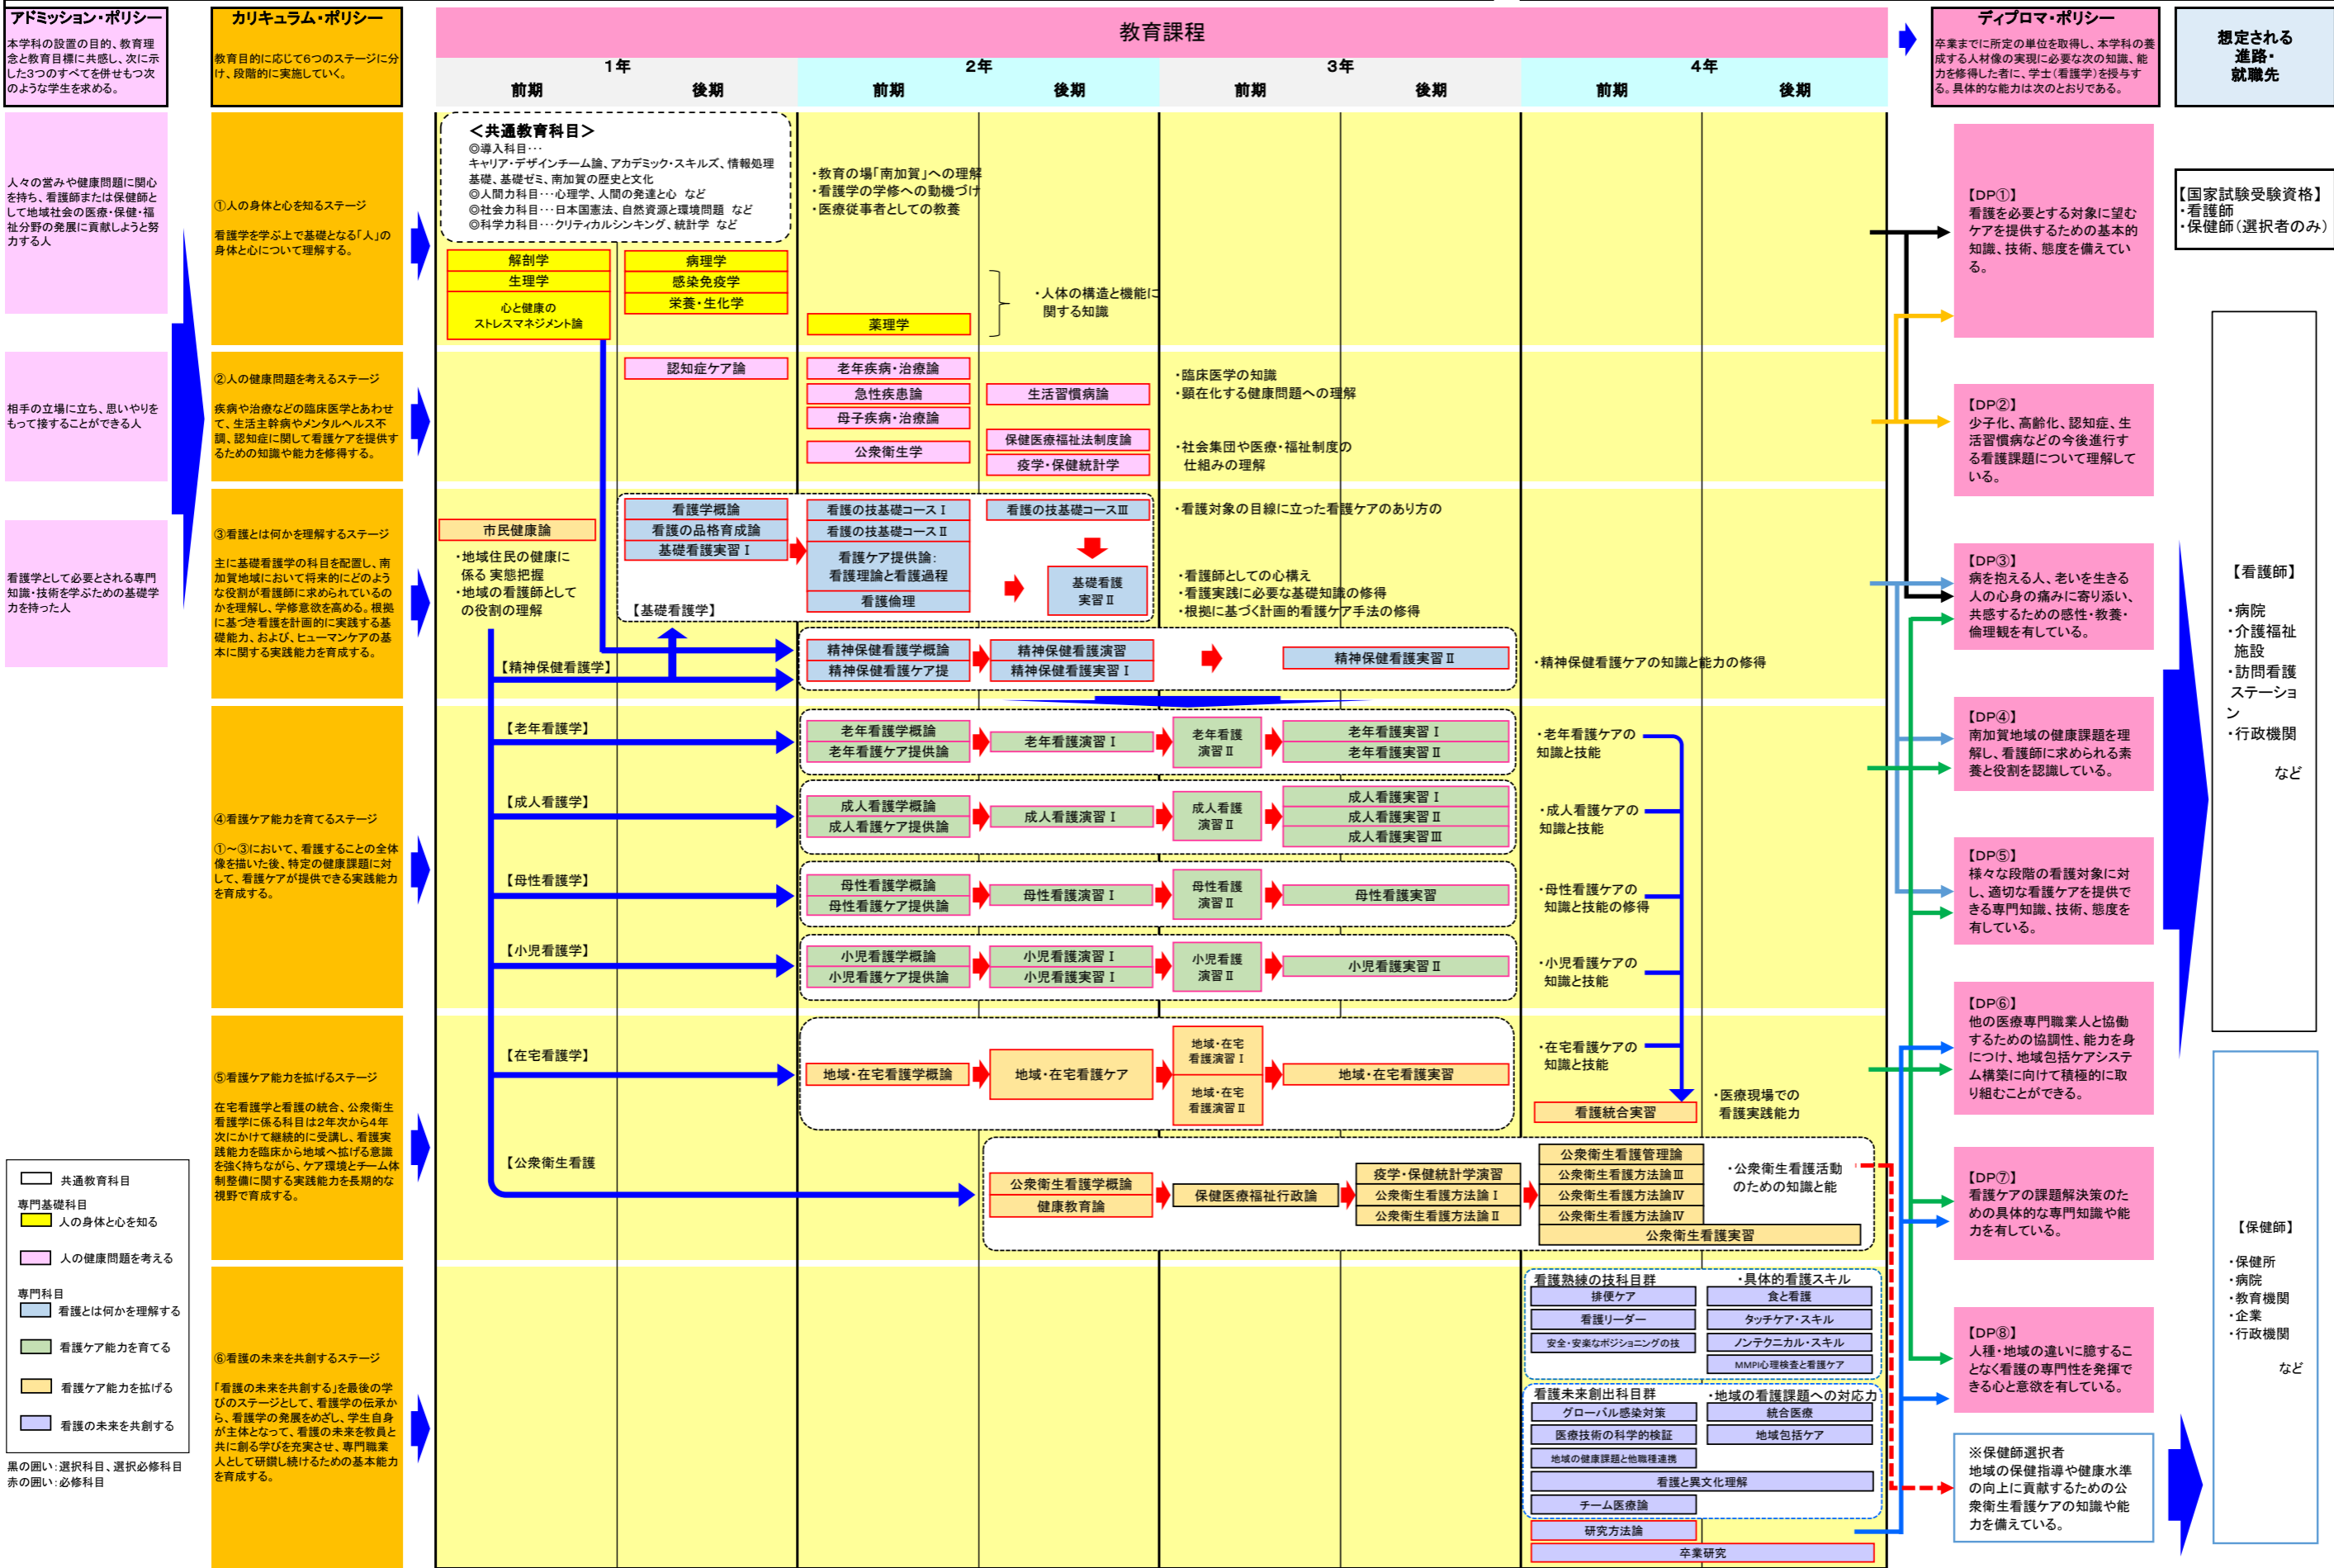 アドミッション・ポリシー
本学科の設置の目的、教育理
念と教育目標に共感し、次に示
した3つのすべてを併せもつ次
のような学生を求める。
人々の営みや健康問題に関心
を持ち、看護師または保健師と
して地域社会の医療・保健・福
祉分野の発展に貢献しようと努
力する人
相手の立場に立ち、思いやりを
もって接することができる人
看護学として必要とされる専門
知識・技術を学ぶための基礎学
力を持った人
共通教育科目
専門基礎科目
人の身体と心を知る
人の健康問題を考える
専門科目
看護とは何かを理解する
看護ケア能力を育てる
看護ケア能力を拡げる
看護の未来を共創する
黒の囲い:選択科目、選択必修科目
赤の囲い:必修科目
カリキュラム・ポリシー
教育目的に応じて6つのステージに分
け、段階的に実施していく。
①人の身体と心を知るステージ
看護学を学ぶ上で基礎となる「人」の
身体と心について理解する。
②人の健康問題を考えるステージ
疾病や治療などの臨床医学とあわせ
て、生活主幹病やメンタルヘルス不
調、認知症に関して看護ケアを提供す
るための知識や能力を修得する。
③看護とは何かを理解するステージ
主に基礎看護学の科目を配置し、南
加賀地域において将来的にどのよう
な役割が看護師に求められているの
かを理解し、学修意欲を高める。根拠
に基づき看護を計画的に実践する基
礎能力、および、ヒューマンケアの基
本に関する実践能力を育成する。
④看護ケア能力を育てるステージ
①～③において、看護することの全体
像を描いた後、特定の健康課題に対
して、看護ケアが提供できる実践能力
を育成する。
⑤看護ケア能力を拡げるステージ
在宅看護学と看護の統合、公衆衛生
看護学に係る科目は2年次から4年
次にかけて継続的に受講し、看護実
践能力を臨床から地域へ拡げる意識
を強く持ちながら、ケア環境とチーム体
制整備に関する実践能力を長期的な
視野で育成する。
⑥看護の未来を共創するステージ
「看護の未来を共創する」を最後の学
びのステージとして、看護学の伝承か
ら、看護学の発展をめざし、学生自身
が主体となって、看護の未来を教員と
共に創る学びを充実させ、専門職業
人として研鑽し続けるための基本能力
を育成する。
教育課程
1年
2年
3年
4年
前期
後期
前期
後期
前期
後期
前期
後期
＜共通教育科目＞
◎導入科目…
キャリア・デザインチーム論、アカデミック・スキルズ、情報処理
基礎、基礎ゼミ、南加賀の歴史と文化
◎人間力科目…心理学、人間の発達と心 など
◎社会力科目…日本国憲法、自然資源と環境問題 など
◎科学力科目…クリティカルシンキング、統計学 など
・教育の場「南加賀」への理解
・看護学の学修への動機づけ
・医療従事者としての教養
解剖学
生理学
心と健康の
ストレスマネジメント論
病理学
感染免疫学
栄養・生化学
薬理学
・人体の構造と機能に
関する知識
認知症ケア論
老年疾病・治療論
急性疾患論
母子疾病・治療論
公衆衛生学
生活習慣病論
保健医療福祉法制度論
疫学・保健統計学
・臨床医学の知識
・顕在化する健康問題への理解
・社会集団や医療・福祉制度の
仕組みの理解
市民健康論
・地域住民の健康に
係る 実態把握
・地域の看護師として
の役割の理解
看護学概論
看護の品格育成論
基礎看護実習Ⅰ
【基礎看護学】
看護の技基礎コースⅠ
看護の技基礎コースⅡ
看護ケア提供論:
看護理論と看護過程
看護倫理
看護の技基礎コースⅢ
基礎看護
実習Ⅱ
・看護対象の目線に立った看護ケアのあり方の
・看護師としての心構え
・看護実践に必要な基礎知識の修得
・根拠に基づく計画的看護ケア手法の修得
【精神保健看護学】
精神保健看護学概論
精神保健看護ケア提
精神保健看護演習
精神保健看護実習Ⅰ
精神保健看護実習Ⅱ
・精神保健看護ケアの知識と能力の修得
【老年看護学】
老年看護学概論
老年看護ケア提供論
老年看護演習Ⅰ
老年看護
演習Ⅱ
老年看護実習Ⅰ
老年看護実習Ⅱ
・老年看護ケアの
知識と技能
【成人看護学】
成人看護学概論
成人看護ケア提供論
成人看護演習Ⅰ
成人看護
演習Ⅱ
成人看護実習Ⅰ
成人看護実習Ⅱ
成人看護実習Ⅲ
・成人看護ケアの
知識と技能
【母性看護学】
母性看護学概論
母性看護ケア提供論
母性看護演習Ⅰ
母性看護
演習Ⅱ
母性看護実習
・母性看護ケアの
知識と技能の修得
【小児看護学】
小児看護学概論
小児看護ケア提供論
小児看護演習Ⅰ
小児看護実習Ⅰ
小児看護
演習Ⅱ
小児看護実習Ⅱ
・小児看護ケアの
知識と技能
【在宅看護学】
地域・在宅看護学概論
地域・在宅看護ケア
地域・在宅
看護演習Ⅰ
地域・在宅
看護演習Ⅱ
地域・在宅看護実習
・在宅看護ケアの
知識と技能
看護統合実習
・医療現場での
看護実践能力
【公衆衛生看護
公衆衛生看護学概論
健康教育論
保健医療福祉行政論
疫学・保健統計学演習
公衆衛生看護方法論Ⅰ
公衆衛生看護方法論Ⅱ
公衆衛生看護管理論
公衆衛生看護方法論Ⅲ
公衆衛生看護方法論Ⅳ
公衆衛生看護方法論Ⅳ
公衆衛生看護実習
・公衆衛生看護活動
のための知識と能
看護熟練の技科目群
・具体的看護スキル
排便ケア
食と看護
看護リーダー
タッチケア・スキル
安全・安楽なポジショニングの技
ノンテクニカル・スキル
MMPI心理検査と看護ケア
看護未来創出科目群
・地域の看護課題への対応力
グローバル感染対策
統合医療
医療技術の科学的検証
地域包括ケア
地域の健康課題と他職種連携
看護と異文化理解
チーム医療論
研究方法論
卒業研究
ディプロマ・ポリシー
卒業までに所定の単位を取得し、本学科の養
成する人材像の実現に必要な次の知識、能
力を修得した者に、学士(看護学)を授与す
る。具体的な能力は次のとおりである。
【DP①】
看護を必要とする対象に望む
ケアを提供するための基本的
知識、技術、態度を備えてい
る。
【DP②】
少子化、高齢化、認知症、生
活習慣病などの今後進行す
る看護課題について理解して
いる。
【DP③】
病を抱える人、老いを生きる
人の心身の痛みに寄り添い、
共感するための感性・教養・
倫理観を有している。
【DP④】
南加賀地域の健康課題を理
解し、看護師に求められる素
養と役割を認識している。
【DP⑤】
様々な段階の看護対象に対
し、適切な看護ケアを提供で
きる専門知識、技術、態度を
有している。
【DP⑥】
他の医療専門職業人と協働
するための協調性、能力を身
につけ、地域包括ケアシステ
ム構築に向けて積極的に取
り組むことができる。
【DP⑦】
看護ケアの課題解決策のた
めの具体的な専門知識や能
力を有している。
【DP⑧】
人種・地域の違いに臆するこ
となく看護の専門性を発揮で
きる心と意欲を有している。
※保健師選択者
地域の保健指導や健康水準
の向上に貢献するための公
衆衛生看護ケアの知識や能
力を備えている。
想定される
進路・
就職先
【国家試験受験資格】
・看護師
・保健師(選択者のみ)
【看護師】
・病院
・介護福祉
施設
・訪問看護
ステーショ
ン
・行政機関
など
【保健師】
・保健所
・病院
・教育機関
・企業
・行政機関
など